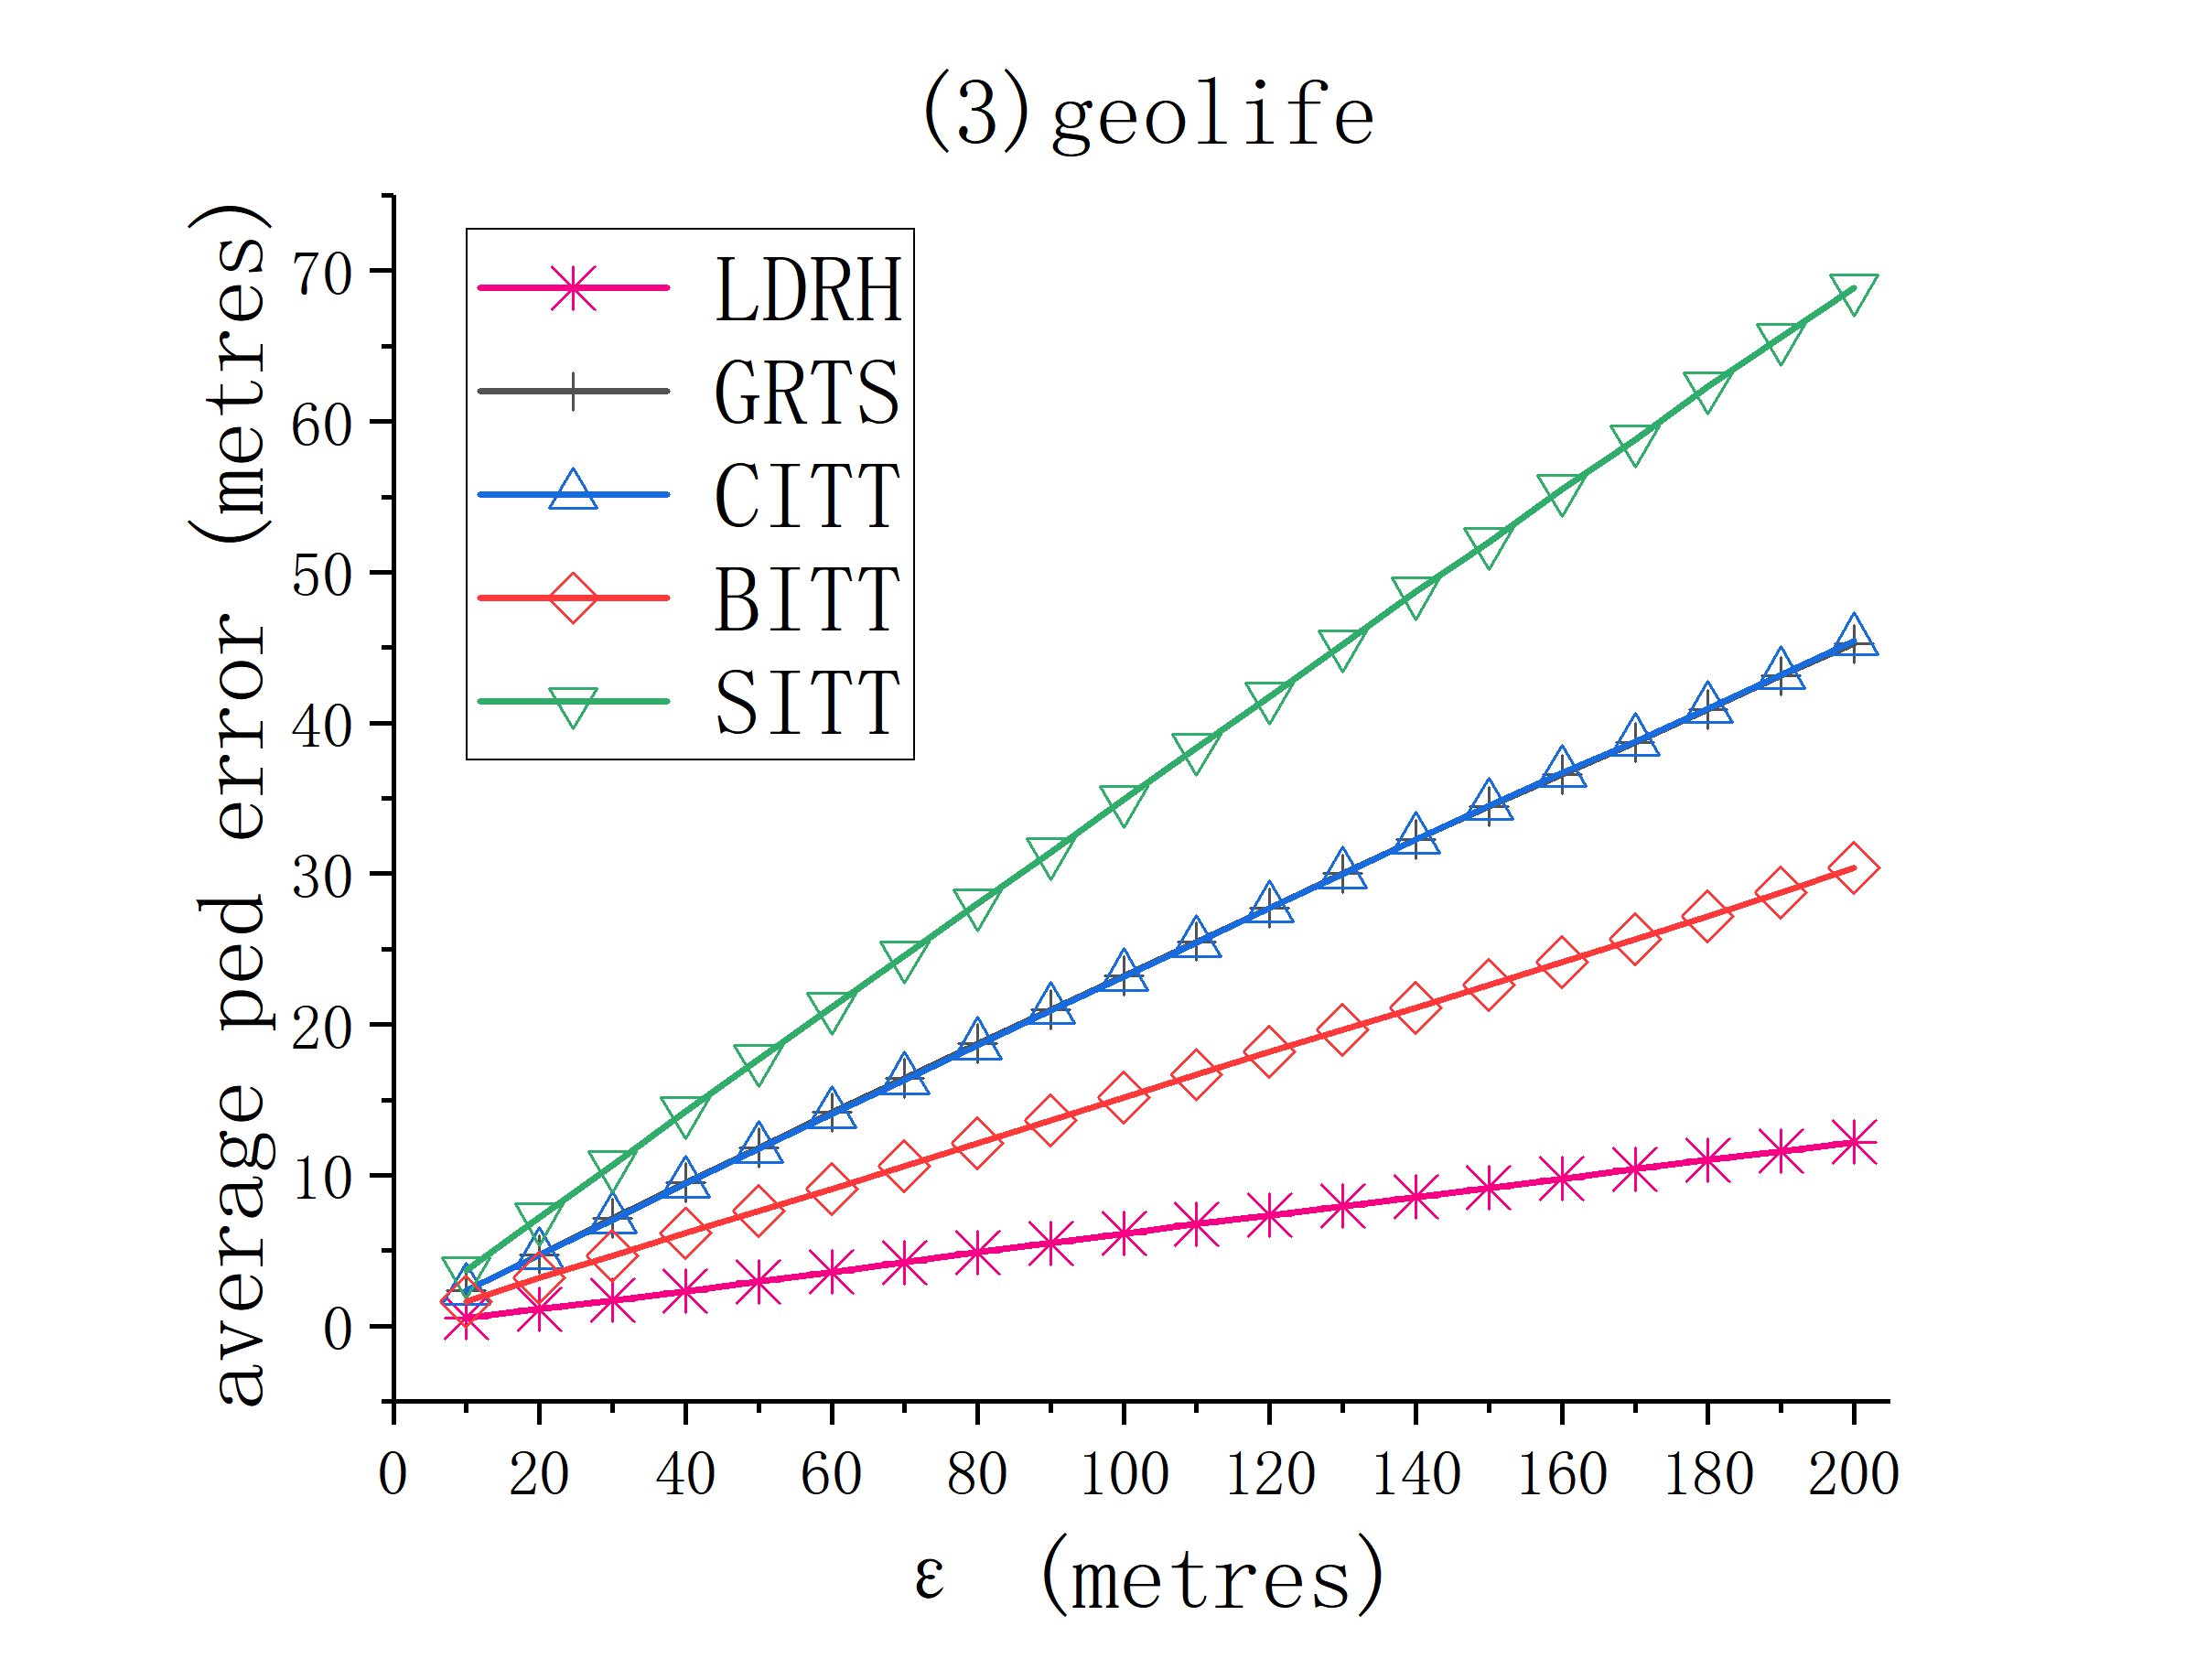 (3)geolife
average ped error (metres)
70
60
50
40
30
20
10
0
LDRH
GRTS
CITT
BITT
SITT
0 20 40 60 80 100 120 140 160 180 200
ε (metres)